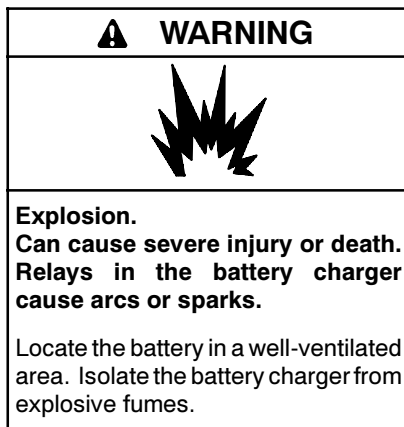 WARNING
Explosion.
Can cause severe injury or death.
Relays in the battery charger
cause arcs or sparks.
Locate the battery in a well-ventilated
area. Isolate the battery charger from
explosive fumes.